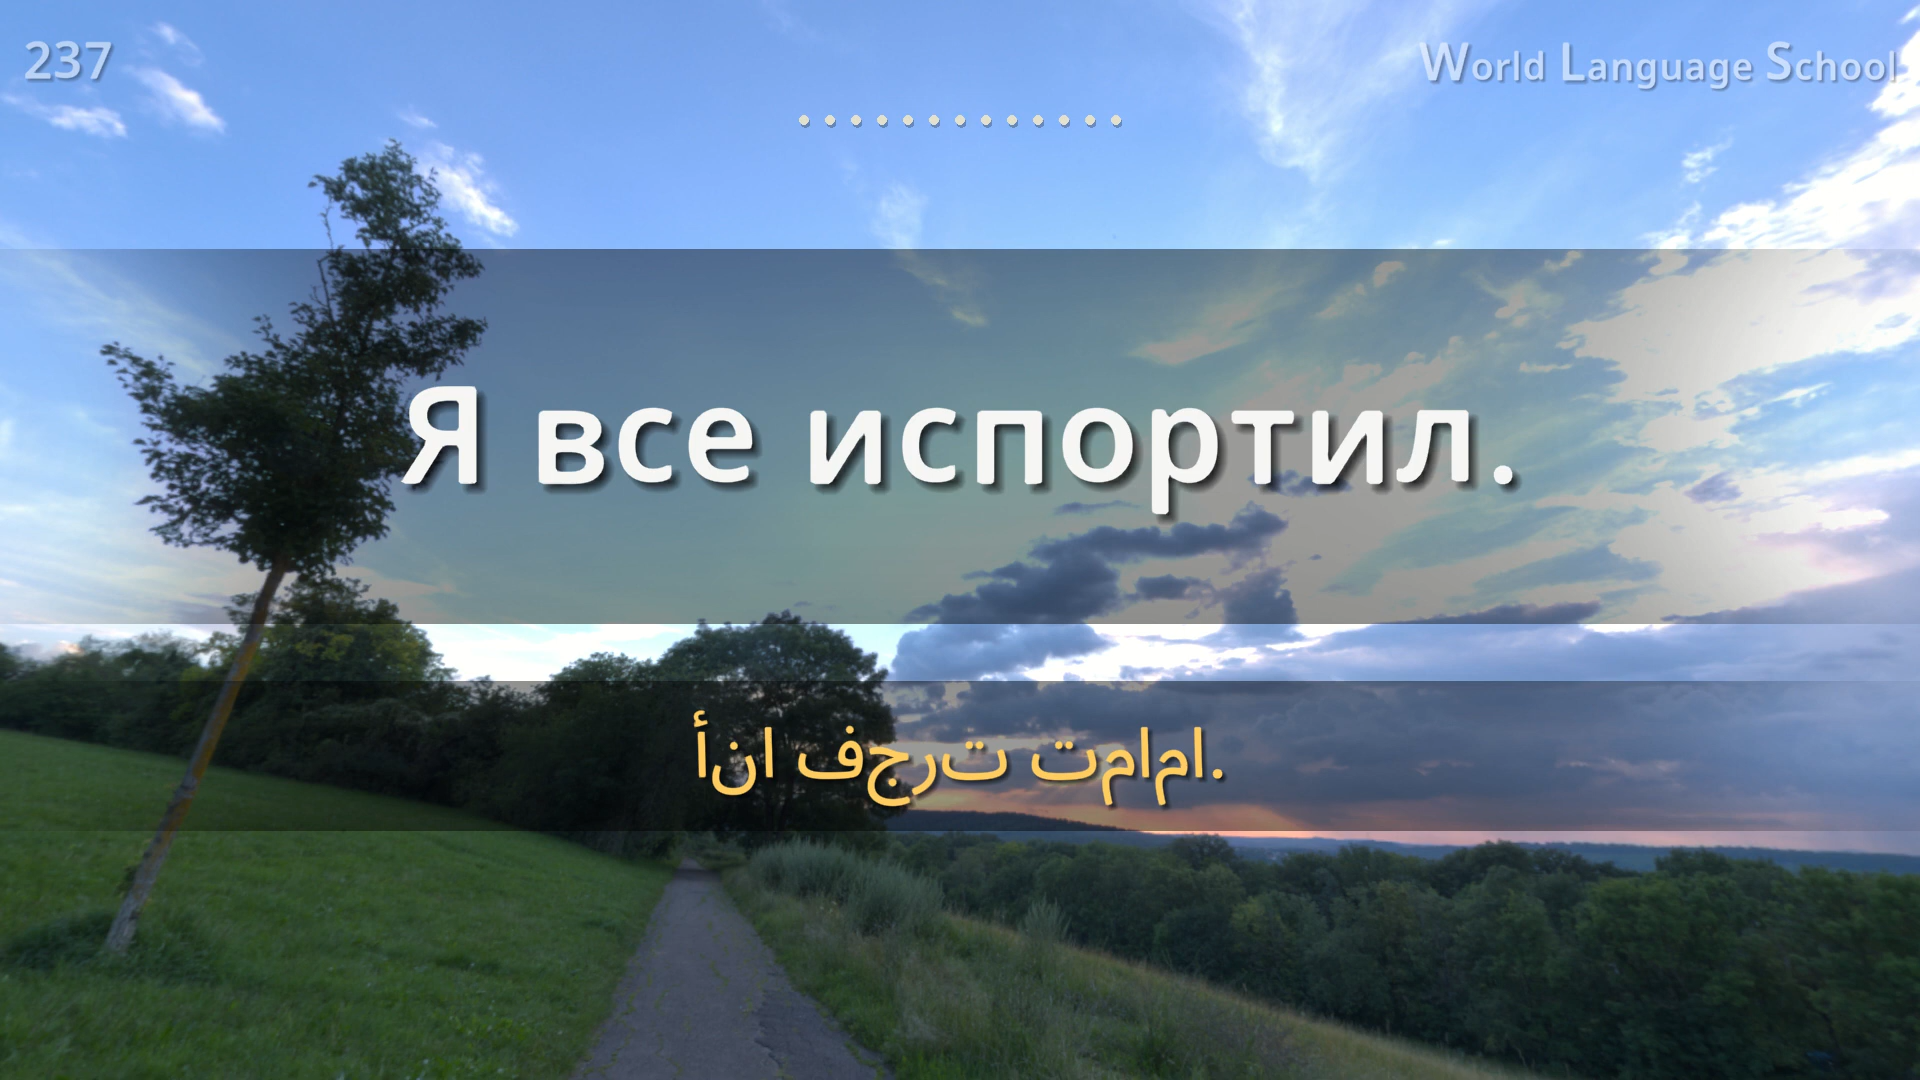 237
World Language School
Я все испортил.
أنا فجرت تماما.